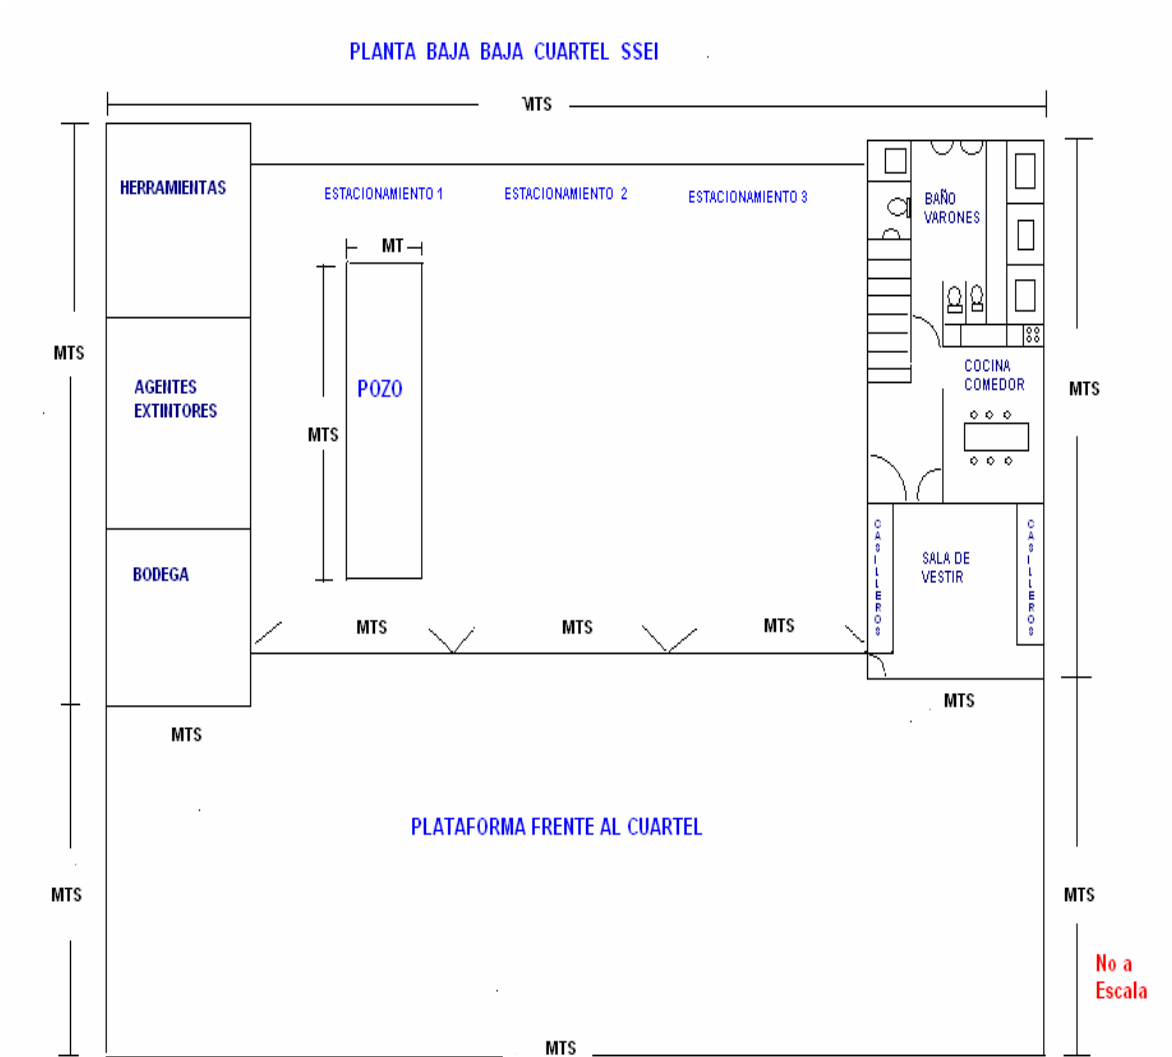 PLANTA BAJA BAJA CUARTEL SSEI
MTS
HERRAMIENTAS
ESTACIONAMIENTO 1
ESTACIONAMIENTO 2
ESTACIONAMIENTO 3
BAÑO
VARONES
MT
MTS
AGENTES
EXTINTORES
POZO
COCINA
COMEDOR
MTS
MTS
BODEGA
CASILLEROS
SALA DE
VESTIR
CASILLEROS
MTS
MTS
MTS
MTS
MTS
PLATAFORMA FRENTE AL CUARTEL
MTS
MTS
No a
Escala
MTS